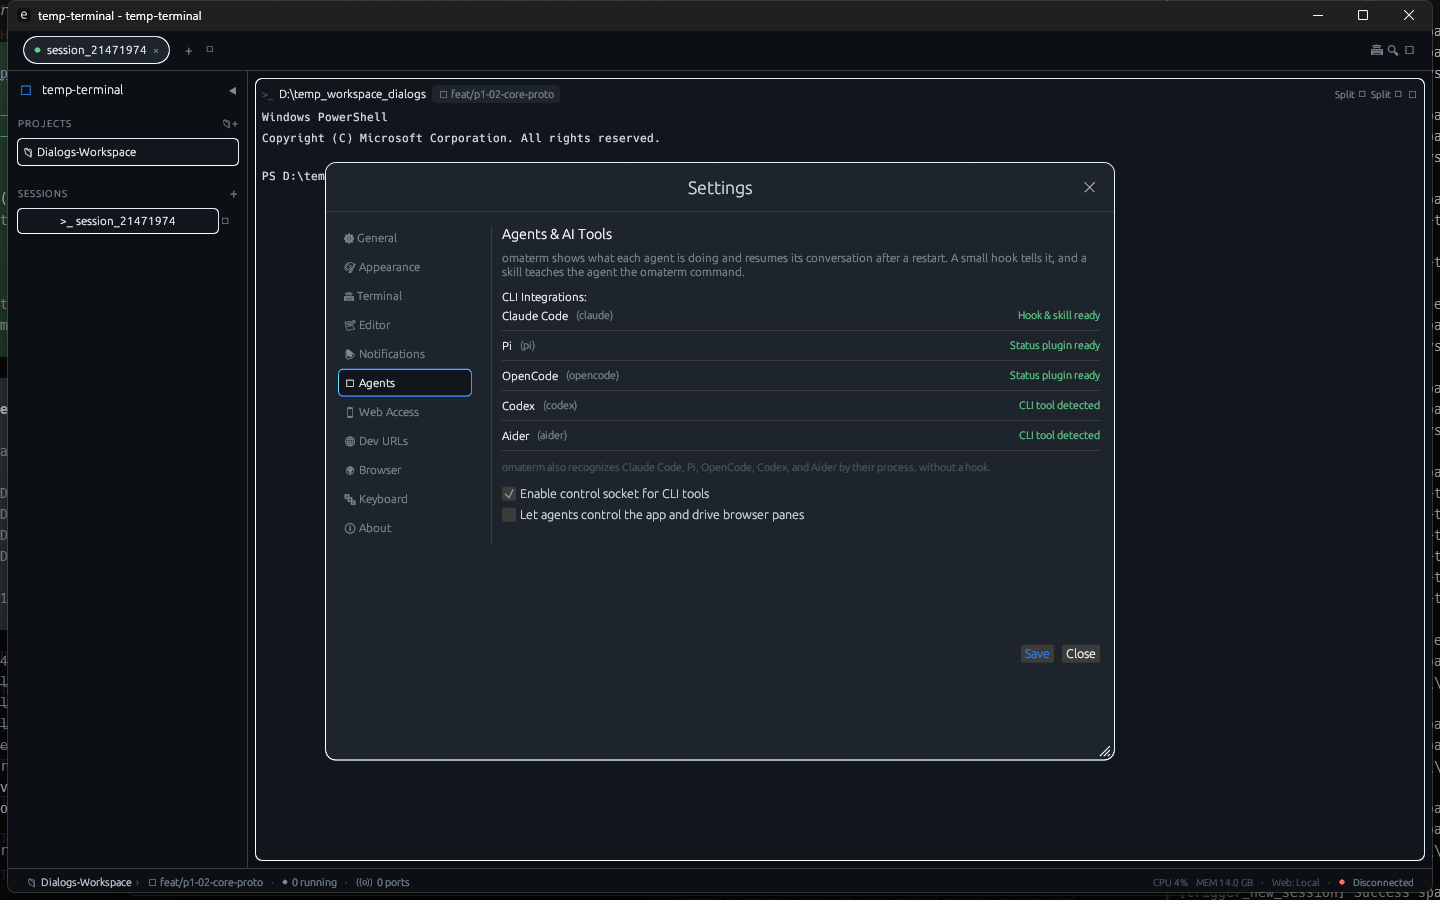 temp-terminal - temp-terminal
session_21471974 ×
temp-terminal
PROJECTS
Dialogs-Workspace
SESSIONS
>_ session_21471974
>_ D:\temp_workspace_dialogs feat/p1-02-core-proto
Split Split
Windows PowerShell
Copyright (C) Microsoft Corporation. All rights reserved.
PS D:\tem
Settings
General
Appearance
Terminal
Editor
Notifications
Agents
Web Access
Dev URLs
Browser
Keyboard
About
Agents & AI Tools
omaterm shows what each agent is doing and resumes its conversation after a restart. A small hook tells it, and a
skill teaches the agent the omaterm command.
CLI Integrations:
Claude Code (claude) Hook & skill ready
Pi (pi) Status plugin ready
OpenCode (opencode) Status plugin ready
Codex (codex) CLI tool detected
Aider (aider) CLI tool detected
omaterm also recognizes Claude Code, Pi, OpenCode, Codex, and Aider by their process, without a hook.
Enable control socket for CLI tools
Let agents control the app and drive browser panes
Save Close
Dialogs-Workspace › feat/p1-02-core-proto · 0 running · ((o)) 0 ports
CPU 4% MEM 14.0 GB · Web: Local · Disconnected